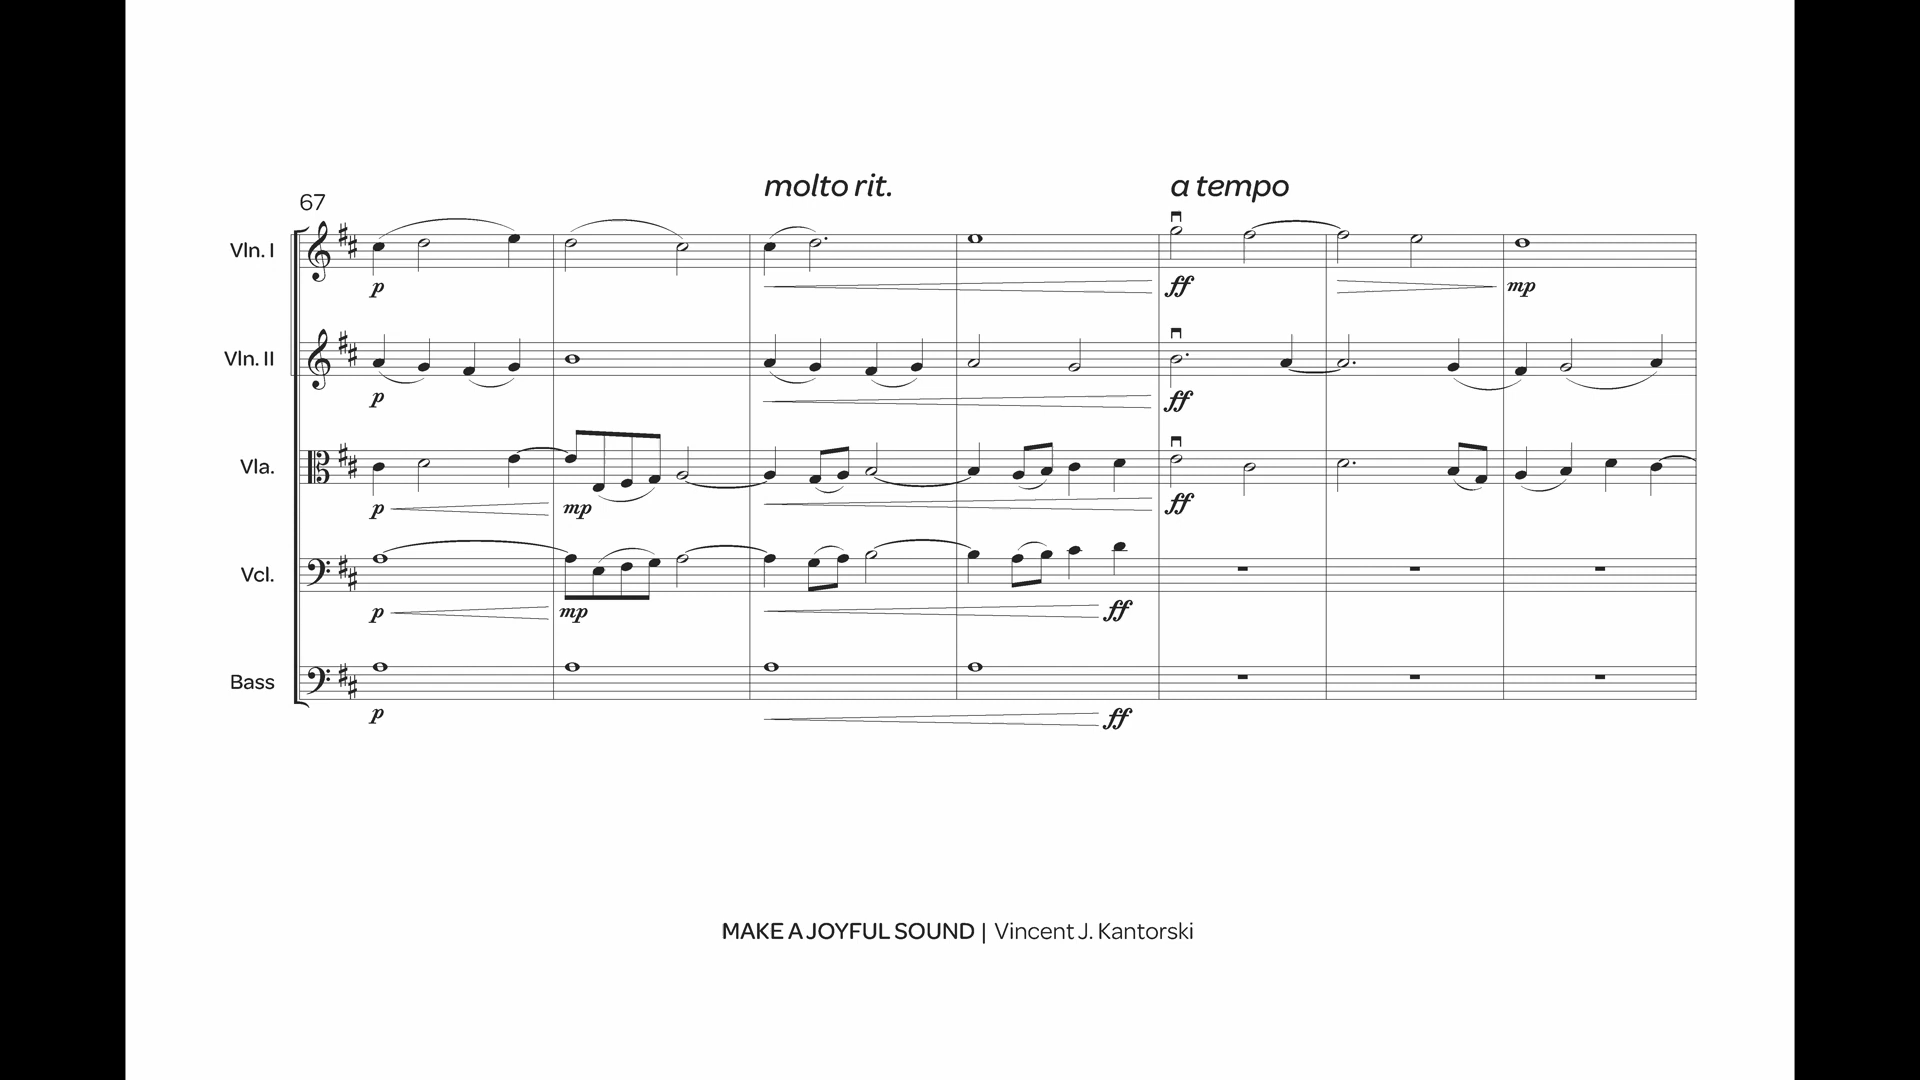 molto rit. a tempo
67
Vln. I
p ff mp
Vln. II
p ff
Vla.
p mp ff
Vcl.
p mp ff
Bass
p ff
MAKE A JOYFUL SOUND | Vincent J. Kantorski